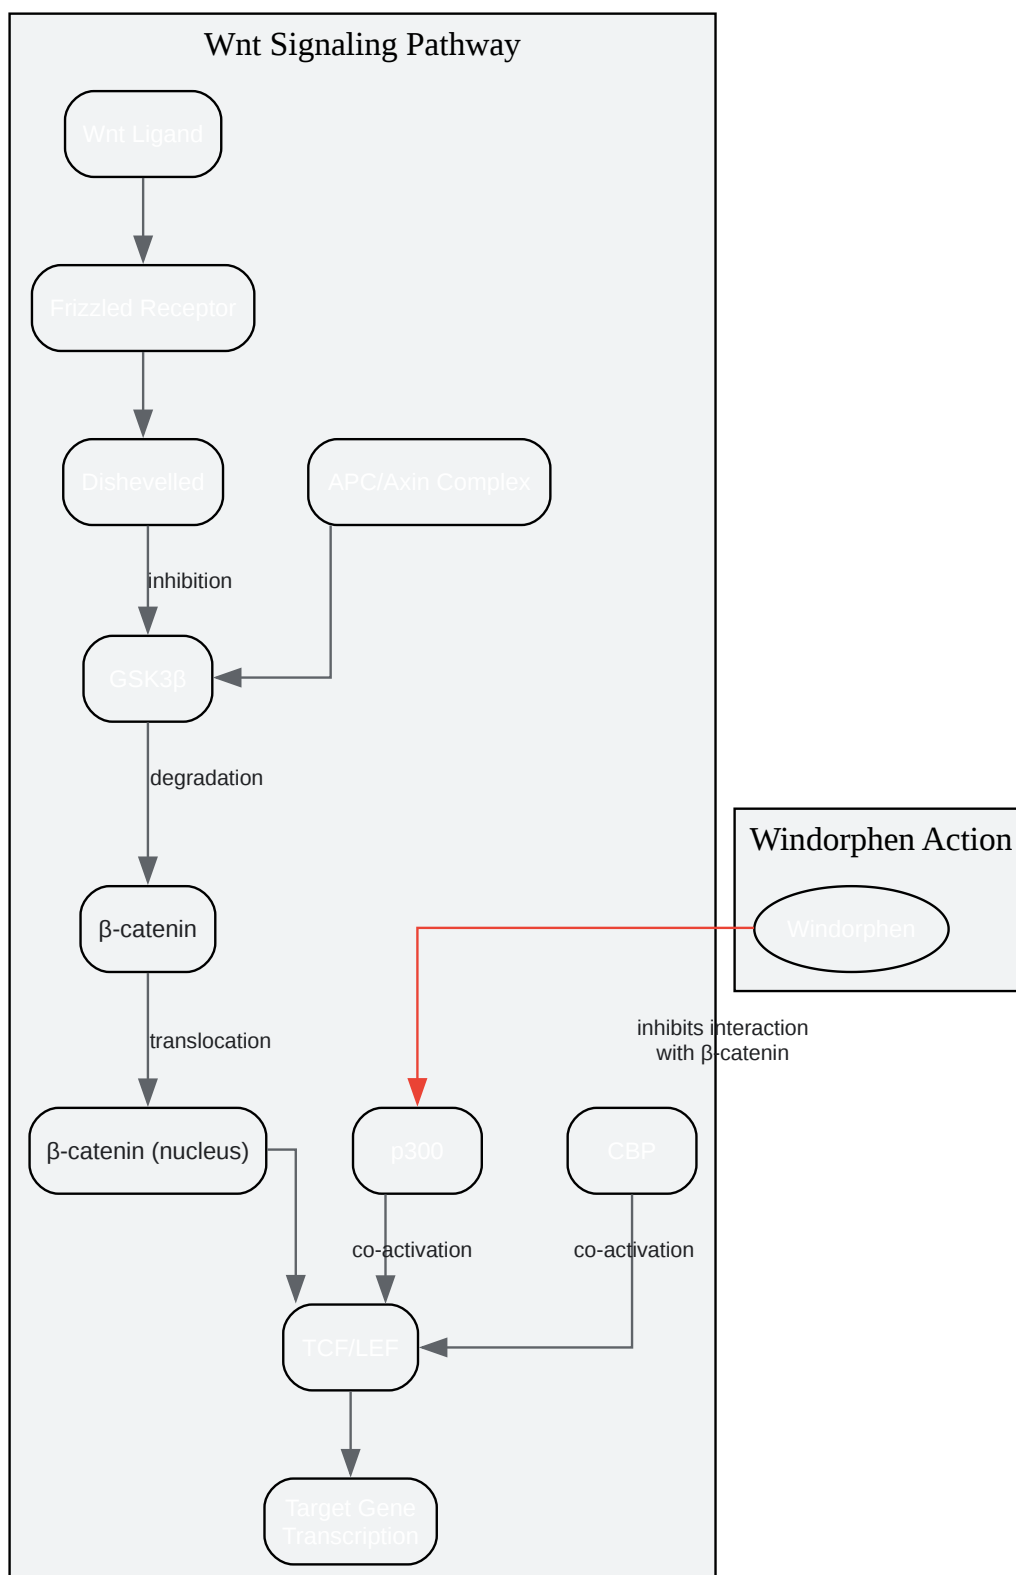 Wnt Signaling Pathway
Wnt Ligand
Frizzled Receptor
Dishevelled
APC/Axin Complex
inhibition
GSK3β
degradation
Windorphen Action
β-catenin
Windorphen
translocation
inhibits interaction
with β-catenin
β-catenin (nucleus)
p300
CBP
co-activation
co-activation
TCF/LEF
Target Gene
Transcription